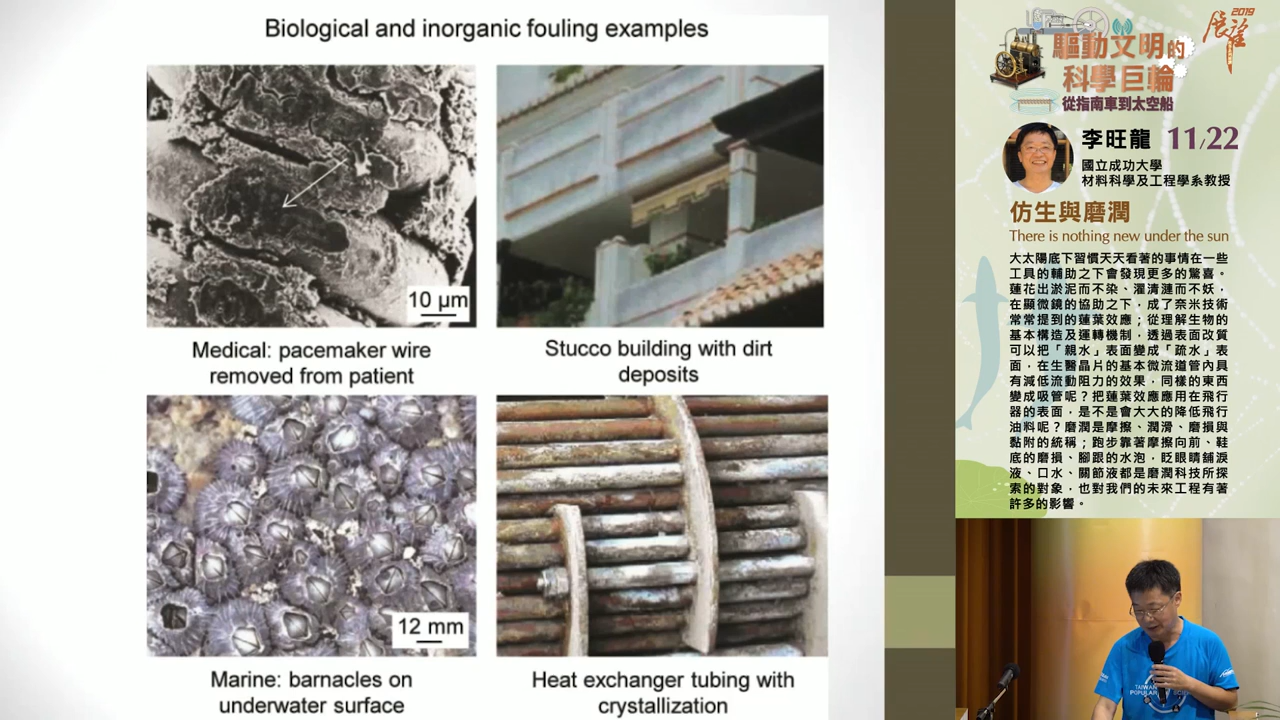 Biological and inorganic fouling examples
10 µm
Medical: pacemaker wire
removed from patient
Stucco building with dirt
deposits
12 mm
Marine: barnacles on
underwater surface
Heat exchanger tubing with
crystallization
2019
展望
驅動文明的
科學巨輪
從指南車到太空船
李旺龍 11/22
國立成功大學
材料科學及工程學系教授
仿生與磨潤
There is nothing new under the sun
大太陽底下習慣天天看著的事情在一些
工具的輔助之下會發現更多的驚喜。
蓮花出淤泥而不染、濯清漣而不妖，
在顯微鏡的協助之下，成了奈米技術
常常提到的蓮葉效應；從理解生物的
基本構造及運轉機制，透過表面改質
可以把「親水」表面變成「疏水」表
面，在生醫晶片的基本微流道管內具
有減低流動阻力的效果，同樣的東西
變成吸管呢？把蓮葉效應應用在飛行
器的表面，是不是會大大的降低飛行
油料呢？磨潤是摩擦、潤滑、磨損與
黏附的統稱；跑步靠著摩擦向前、鞋
底的磨損、腳跟的水泡，眨眼睛舖淚
液、口水、關節液都是磨潤科技所探
索的對象，也對我們的未來工程有著
許多的影響。
TAIWAN